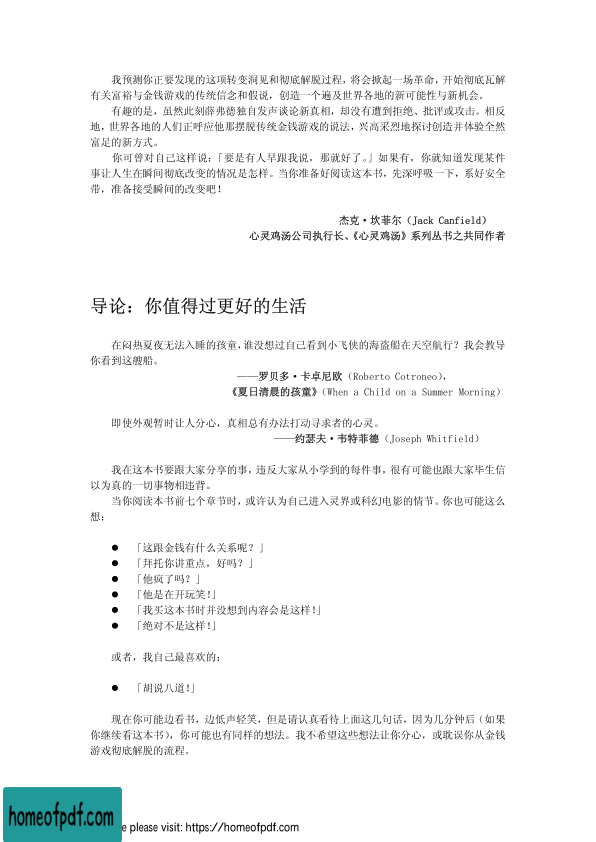 我预测你正要发现的这项转变洞见和彻底解脱过程，将会掀起一场革命，开始彻底瓦解
有关富裕与金钱游戏的传统信念和假说，创造一个遍及世界各地的新可能性与新机会。
有趣的是，虽然此刻薛弗德独自发声谈论新真相，却没有遭到拒绝、批评或攻击。相反
地，世界各地的人们正呼应他那摆脱传统金钱游戏的说法，兴高采烈地探讨创造并体验全然
富足的新方式。
你可曾对自己这样说：「要是有人早跟我说，那就好了。」如果有，你就知道发现某件
事让人生在瞬间彻底改变的情况是怎样。当你准备好阅读这本书，先深呼吸一下，系好安全
带，准备接受瞬间的改变吧！
杰克·坎菲尔（Jack Canfield）
心灵鸡汤公司执行长、《心灵鸡汤》系列丛书之共同作者
导论：你值得过更好的生活
在闷热夏夜无法入睡的孩童，谁没想过自己看到小飞侠的海盗船在天空航行？我会教导
你看到这艘船。
——罗贝多·卡卓尼欧（Roberto Cotroneo），
《夏日清晨的孩童》（When a Child on a Summer Morning）
即使外观暂时让人分心，真相总有办法打动寻求者的心灵。
——约瑟夫·韦特菲德（Joseph Whitfield）
我在这本书要跟大家分享的事，违反大家从小学到的每件事，很有可能也跟大家毕生信
以为真的一切事物相违背。
当你阅读本书前七个章节时，或许认为自己进入灵界或科幻电影的情节。你也可能这么
想：
● 「这跟金钱有什么关系呢？」
● 「拜托你讲重点，好吗？」
● 「他疯了吗？」
● 「他是在开玩笑！」
● 「我买这本书时并没想到内容会是这样！」
● 「绝对不是这样！」
或者，我自己最喜欢的：
● 「胡说八道！」
现在你可能边看书，边低声轻笑，但是请认真看待上面这几句话，因为几分钟后（如果
你继续看这本书），你可能也有同样的想法。我不希望这些想法让你分心，或耽误你从金钱
游戏彻底解脱的流程。
homeofpdf.com
e please visit: https://homeofpdf.com